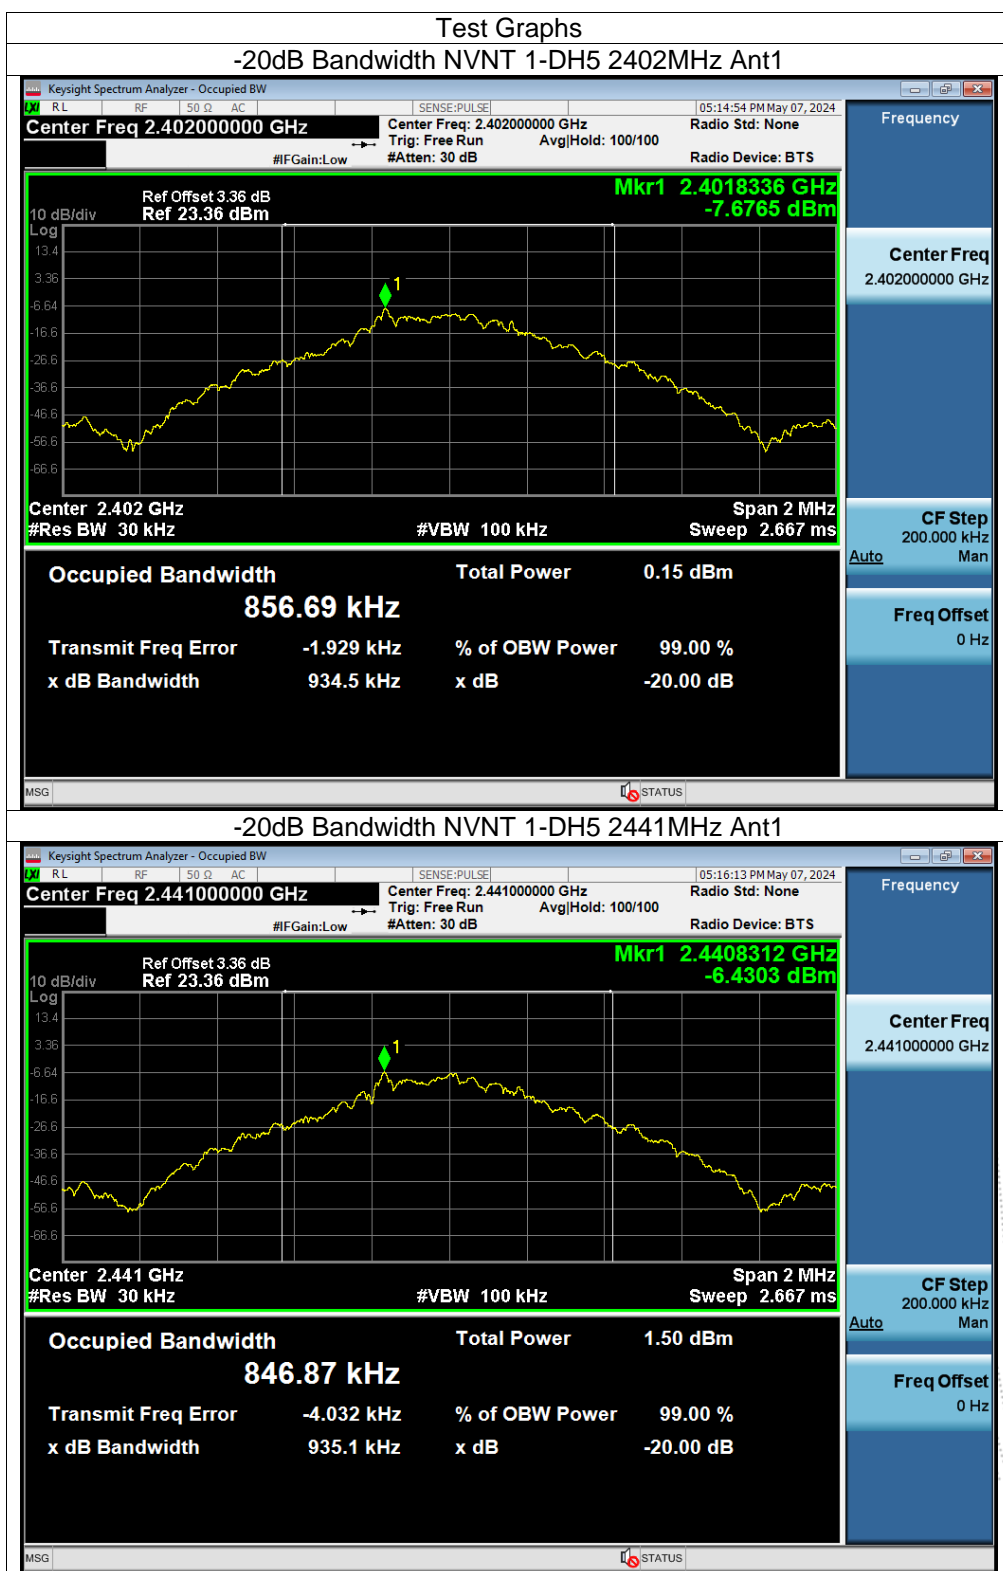 Test Graphs
-20dB Bandwidth NVNT 1-DH5 2402MHz Ant1
Keysight Spectrum Analyzer - Occupied BW
LXI RL RF 50 Ω AC SENSE:PULSE 05:14:54 PM May 07, 2024
Center Freq 2.402000000 GHz Center Freq: 2.402000000 GHz Radio Std: None
Trig: Free Run Avg|Hold: 100/100
#IFGain:Low #Atten: 30 dB Radio Device: BTS
Frequency
Mkr1 2.4018336 GHz
-7.6765 dBm
Ref Offset 3.36 dB
10 dB/div Ref 23.36 dBm
Log
13.4
3.36
-6.64
-16.6
-26.6
-36.6
-46.6
-56.6
-66.6
1
Center 2.402 GHz Span 2 MHz
#Res BW 30 kHz #VBW 100 kHz Sweep 2.667 ms
Center Freq
2.402000000 GHz
CF Step
200.000 kHz
Auto Man
Freq Offset
0 Hz
Occupied Bandwidth Total Power 0.15 dBm
856.69 kHz
Transmit Freq Error -1.929 kHz % of OBW Power 99.00 %
x dB Bandwidth 934.5 kHz x dB -20.00 dB
MSG STATUS
-20dB Bandwidth NVNT 1-DH5 2441MHz Ant1
Keysight Spectrum Analyzer - Occupied BW
LXI RL RF 50 Ω AC SENSE:PULSE 05:16:13 PM May 07, 2024
Center Freq 2.441000000 GHz Center Freq: 2.441000000 GHz Radio Std: None
Trig: Free Run Avg|Hold: 100/100
#IFGain:Low #Atten: 30 dB Radio Device: BTS
Frequency
Mkr1 2.4408312 GHz
-6.4303 dBm
Ref Offset 3.36 dB
10 dB/div Ref 23.36 dBm
Log
13.4
3.36
-6.64
-16.6
-26.6
-36.6
-46.6
-56.6
-66.6
1
Center 2.441 GHz Span 2 MHz
#Res BW 30 kHz #VBW 100 kHz Sweep 2.667 ms
Center Freq
2.441000000 GHz
CF Step
200.000 kHz
Auto Man
Freq Offset
0 Hz
Occupied Bandwidth Total Power 1.50 dBm
846.87 kHz
Transmit Freq Error -4.032 kHz % of OBW Power 99.00 %
x dB Bandwidth 935.1 kHz x dB -20.00 dB
MSG STATUS